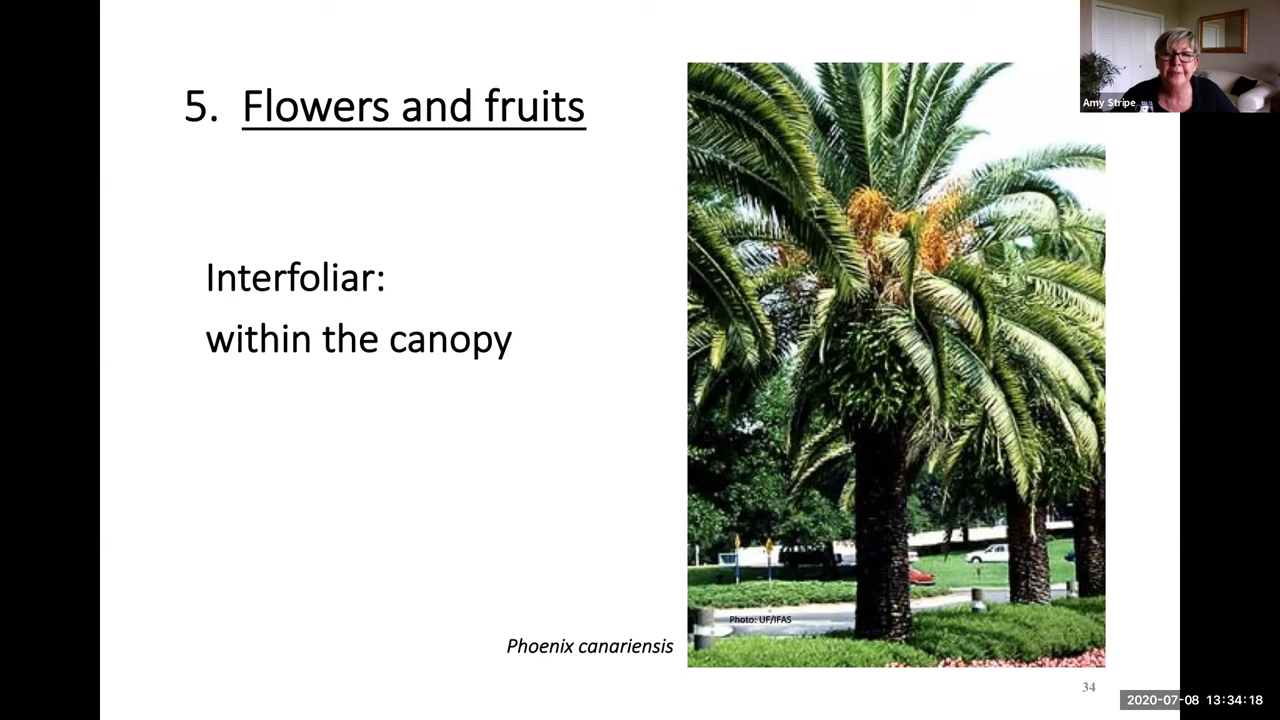 5. Flowers and fruits
Amy Stripe
Interfoliar:
within the canopy
Photo: UF/IFAS
Phoenix canariensis
34
2020-07-08 13:34:18